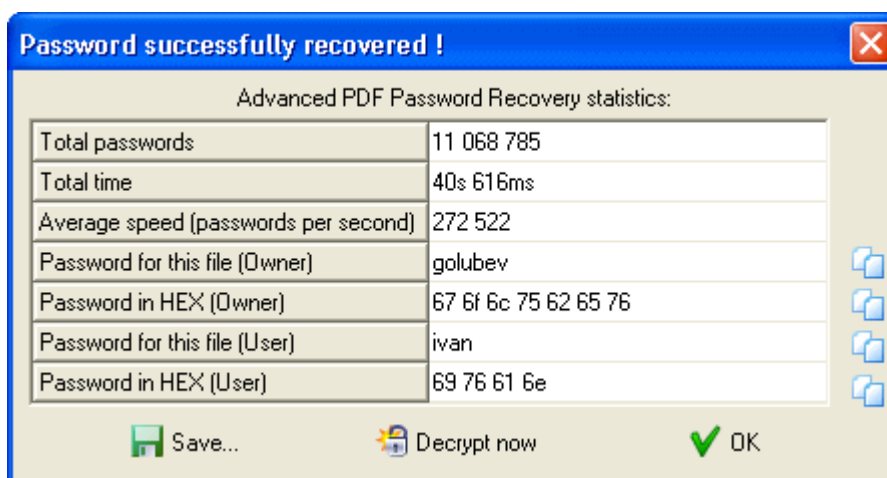 Password successfully recovered !
Advanced PDF Password Recovery statistics:
Total passwords 11 068 785
Total time 40s 616ms
Average speed (passwords per second) 272 522
Password for this file (Owner) golubev
Password in HEX (Owner) 67 6f 6c 75 62 65 76
Password for this file (User) ivan
Password in HEX (User) 69 76 61 6e
Save... Decrypt now OK